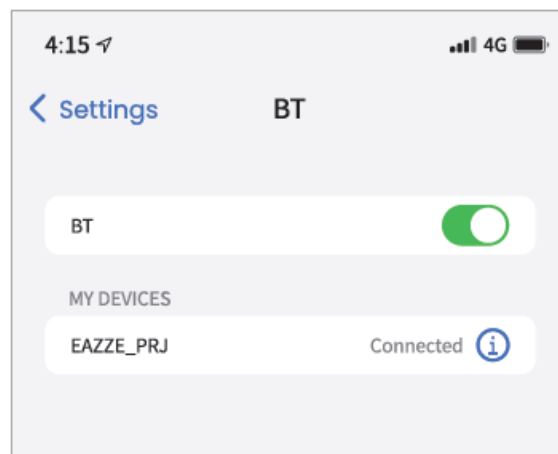 4:15 4G
Settings BT
BT
MY DEVICES
EAZZE_PRJ Connected i